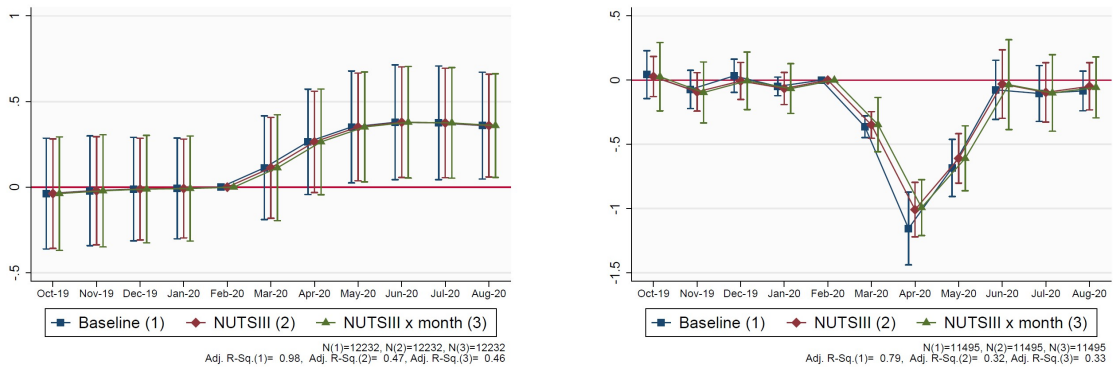 1
.5
0
-.5
Oct-19 Nov-19 Dec-19 Jan-20 Feb-20 Mar-20 Apr-20 May-20 Jun-20 Jul-20 Aug-20
Baseline (1) NUTSIII (2) NUTSIII x month (3)
N(1)=12232, N(2)=12232, N(3)=12232
Adj. R-Sq.(1)= 0.98, Adj. R-Sq.(2)= 0.47, Adj. R-Sq.(3)= 0.46
.5
0
-.5
-1
-1.5
Oct-19 Nov-19 Dec-19 Jan-20 Feb-20 Mar-20 Apr-20 May-20 Jun-20 Jul-20 Aug-20
Baseline (1) NUTSIII (2) NUTSIII x month (3)
N(1)=11495, N(2)=11495, N(3)=11495
Adj. R-Sq.(1)= 0.79, Adj. R-Sq.(2)= 0.32, Adj. R-Sq.(3)= 0.33